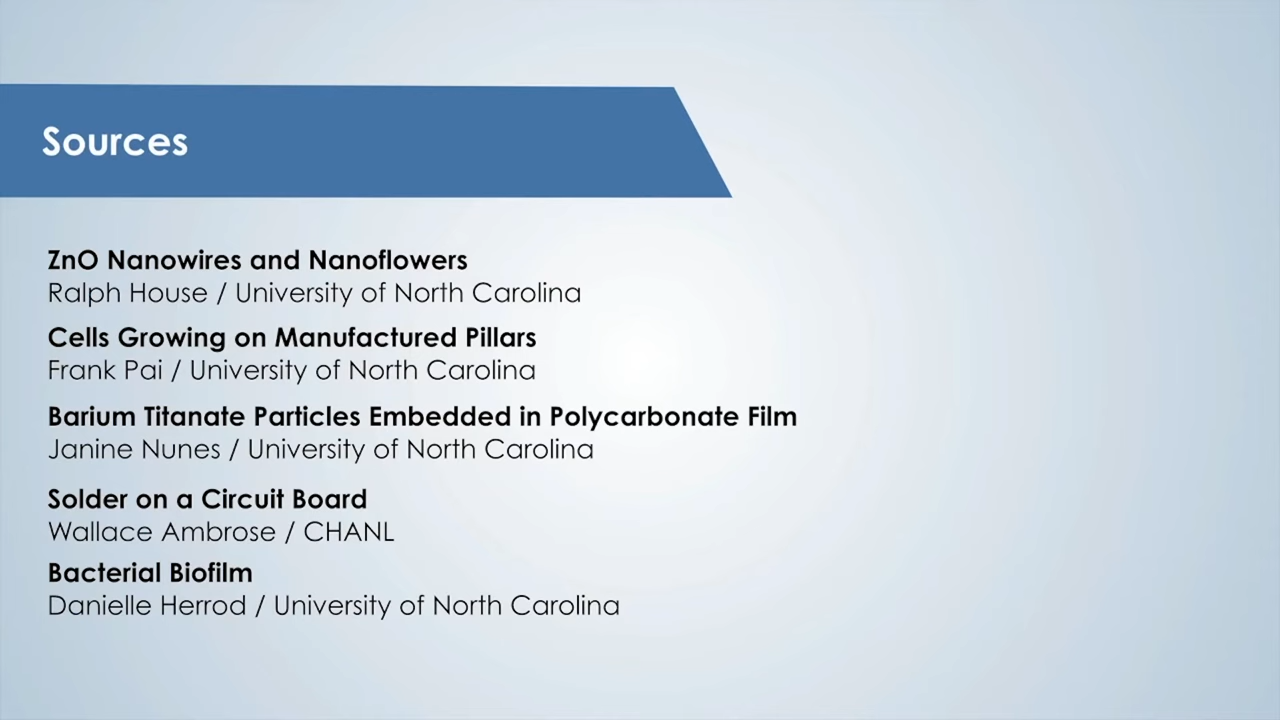 Sources
ZnO Nanowires and Nanoflowers
Ralph House / University of North Carolina
Cells Growing on Manufactured Pillars
Frank Pai / University of North Carolina
Barium Titanate Particles Embedded in Polycarbonate Film
Janine Nunes / University of North Carolina
Solder on a Circuit Board
Wallace Ambrose / CHANL
Bacterial Biofilm
Danielle Herrod / University of North Carolina